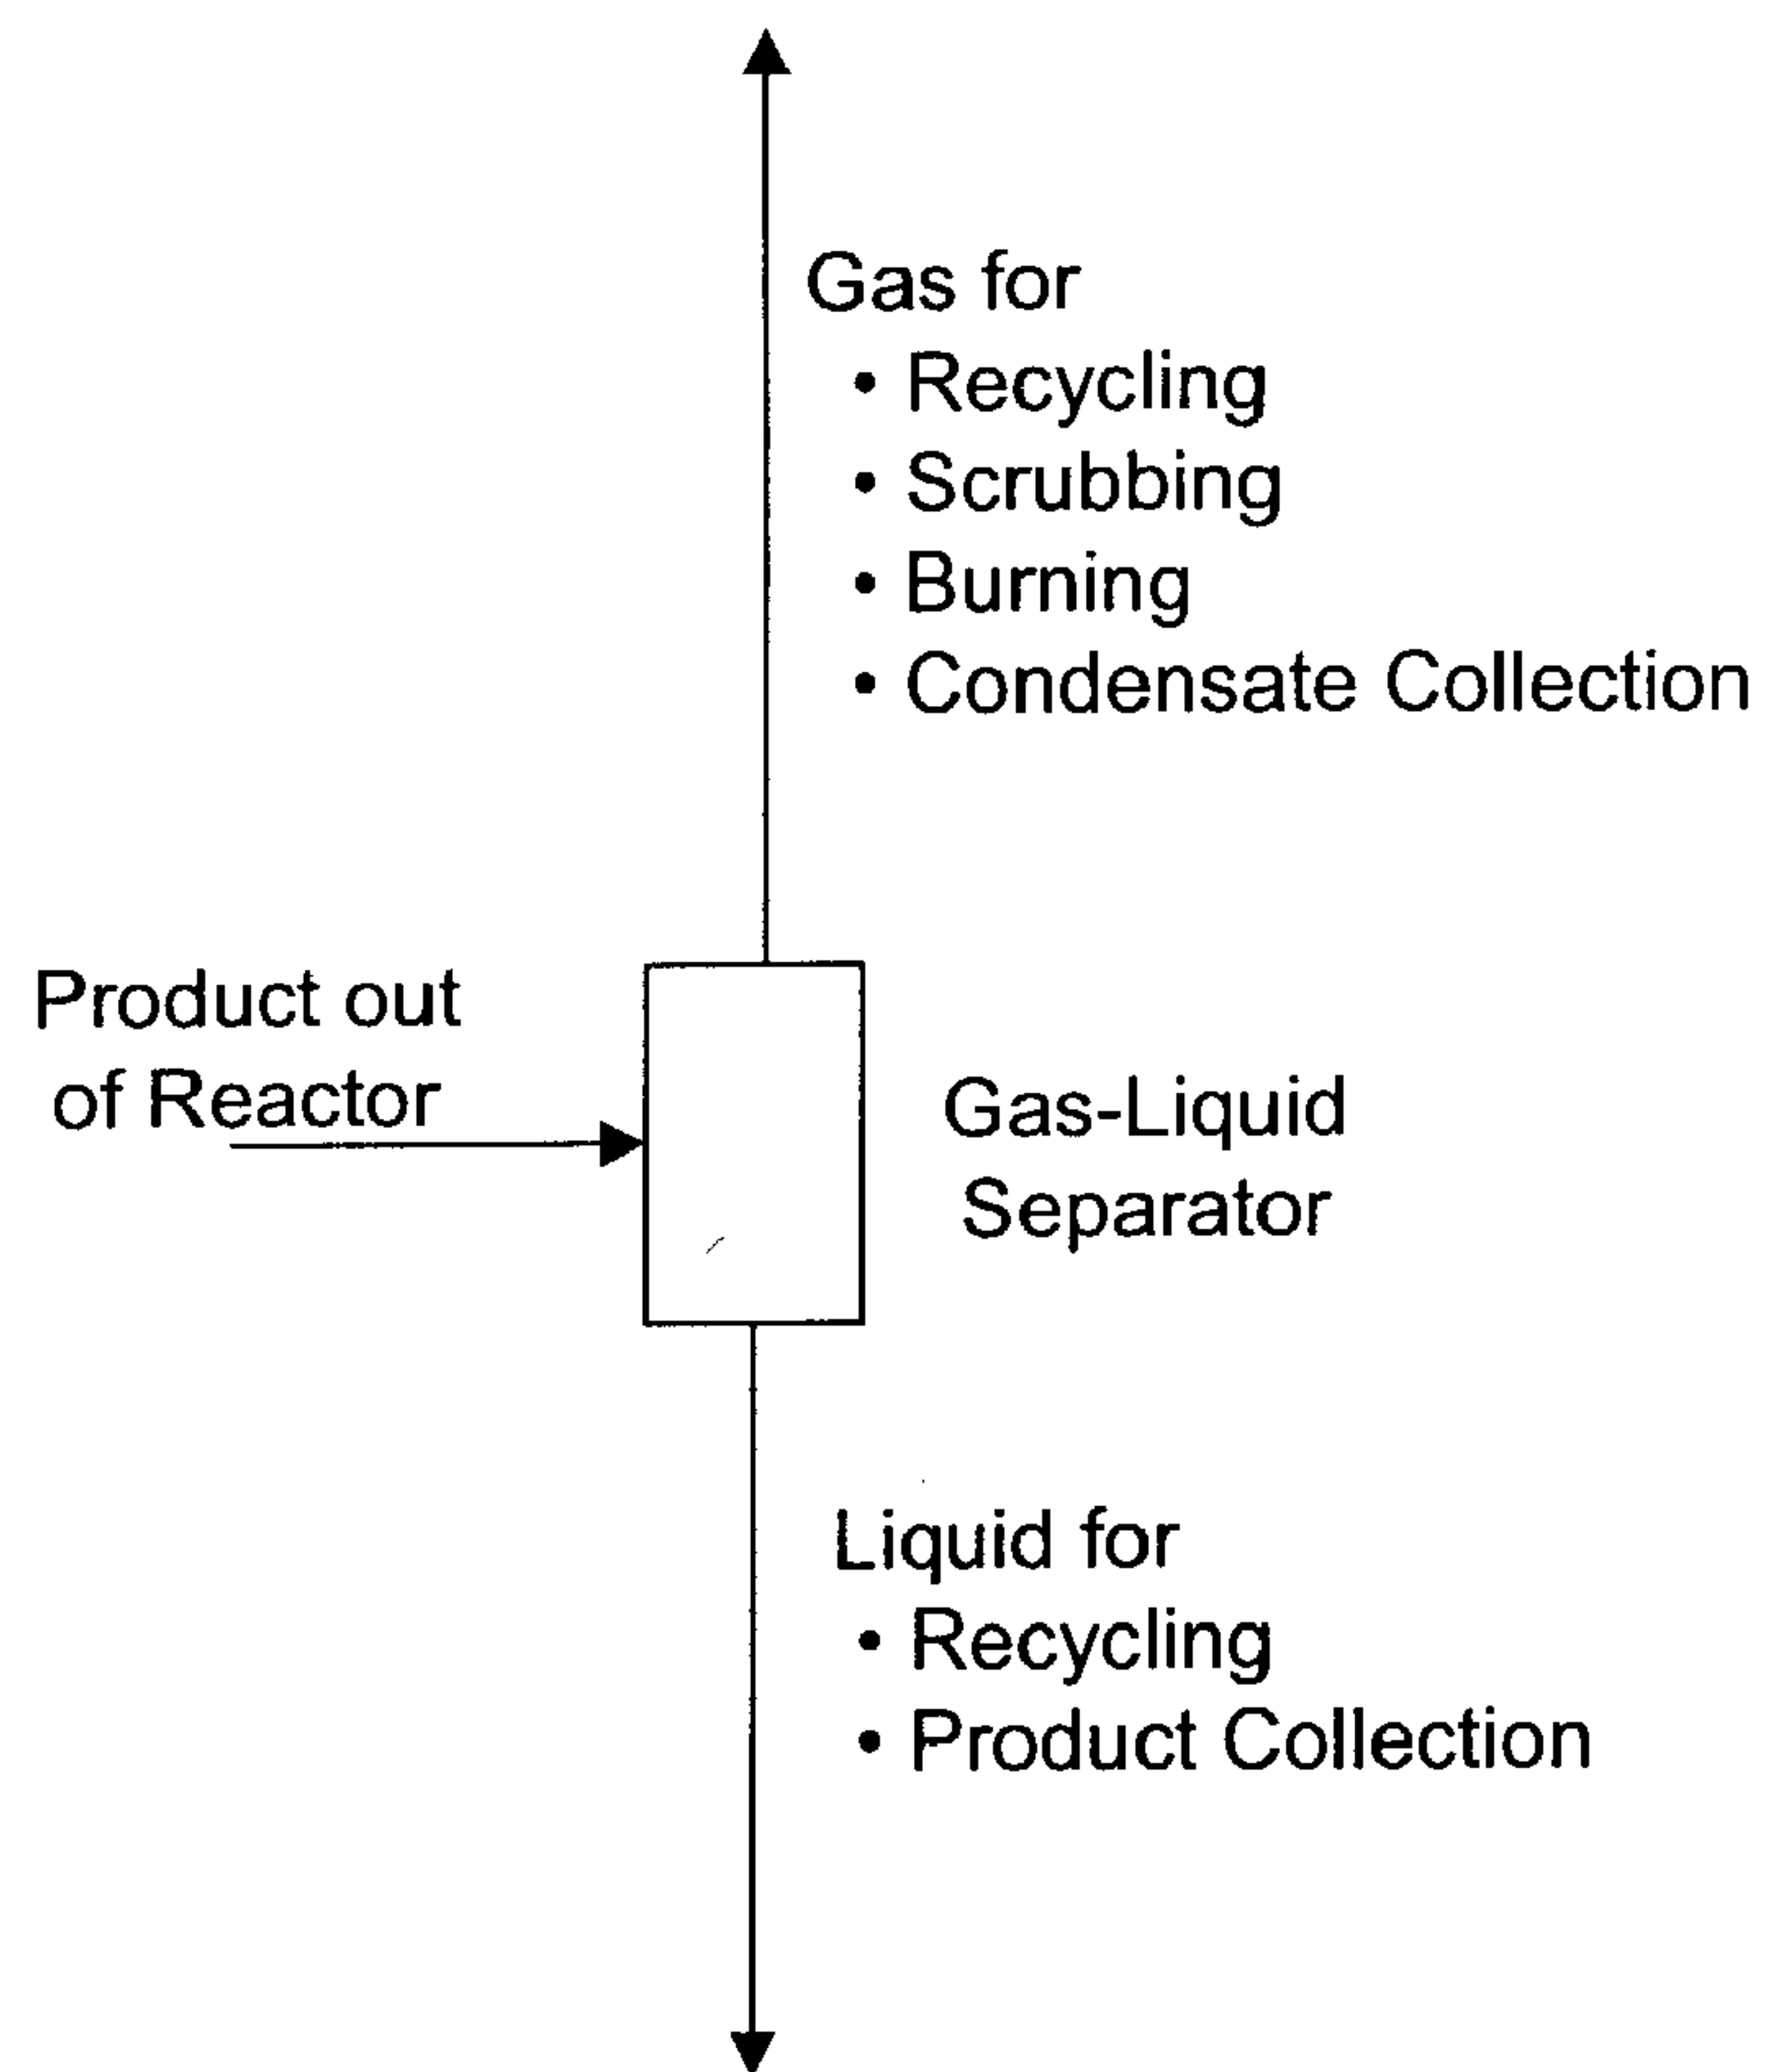 Gas for
• Recycling
• Scrubbing
• Burning
• Condensate Collection
Product out
of Reactor
Gas-Liquid
Separator
Liquid for
• Recycling
• Product Collection